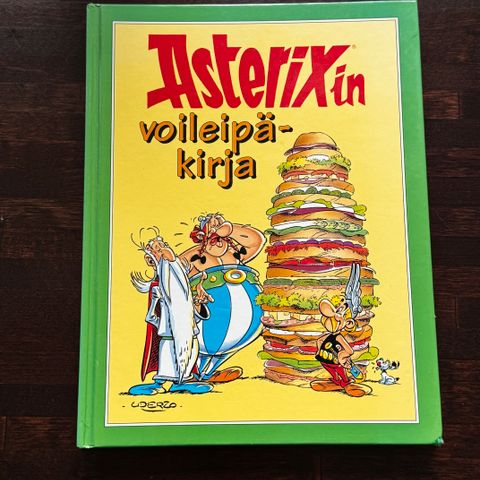 Asterixin
voileipä-
kirja
UDERZO